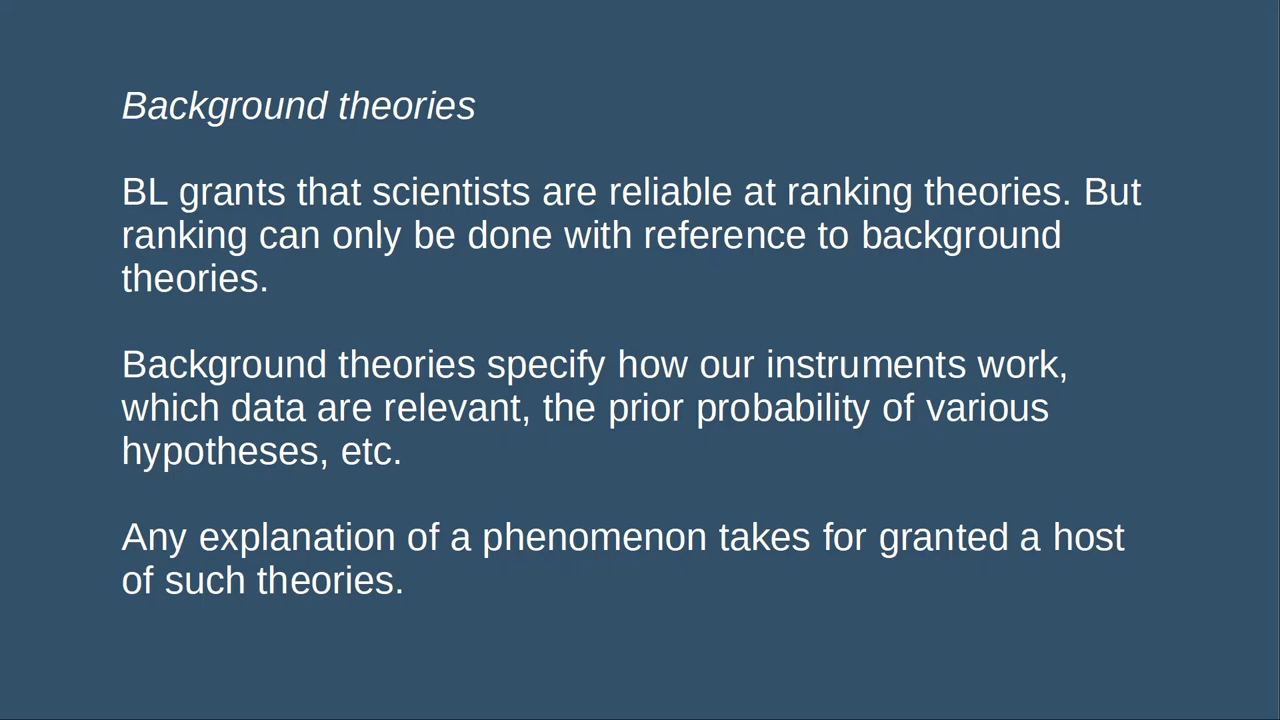 Background theories
BL grants that scientists are reliable at ranking theories. But
ranking can only be done with reference to background
theories.
Background theories specify how our instruments work,
which data are relevant, the prior probability of various
hypotheses, etc.
Any explanation of a phenomenon takes for granted a host
of such theories.